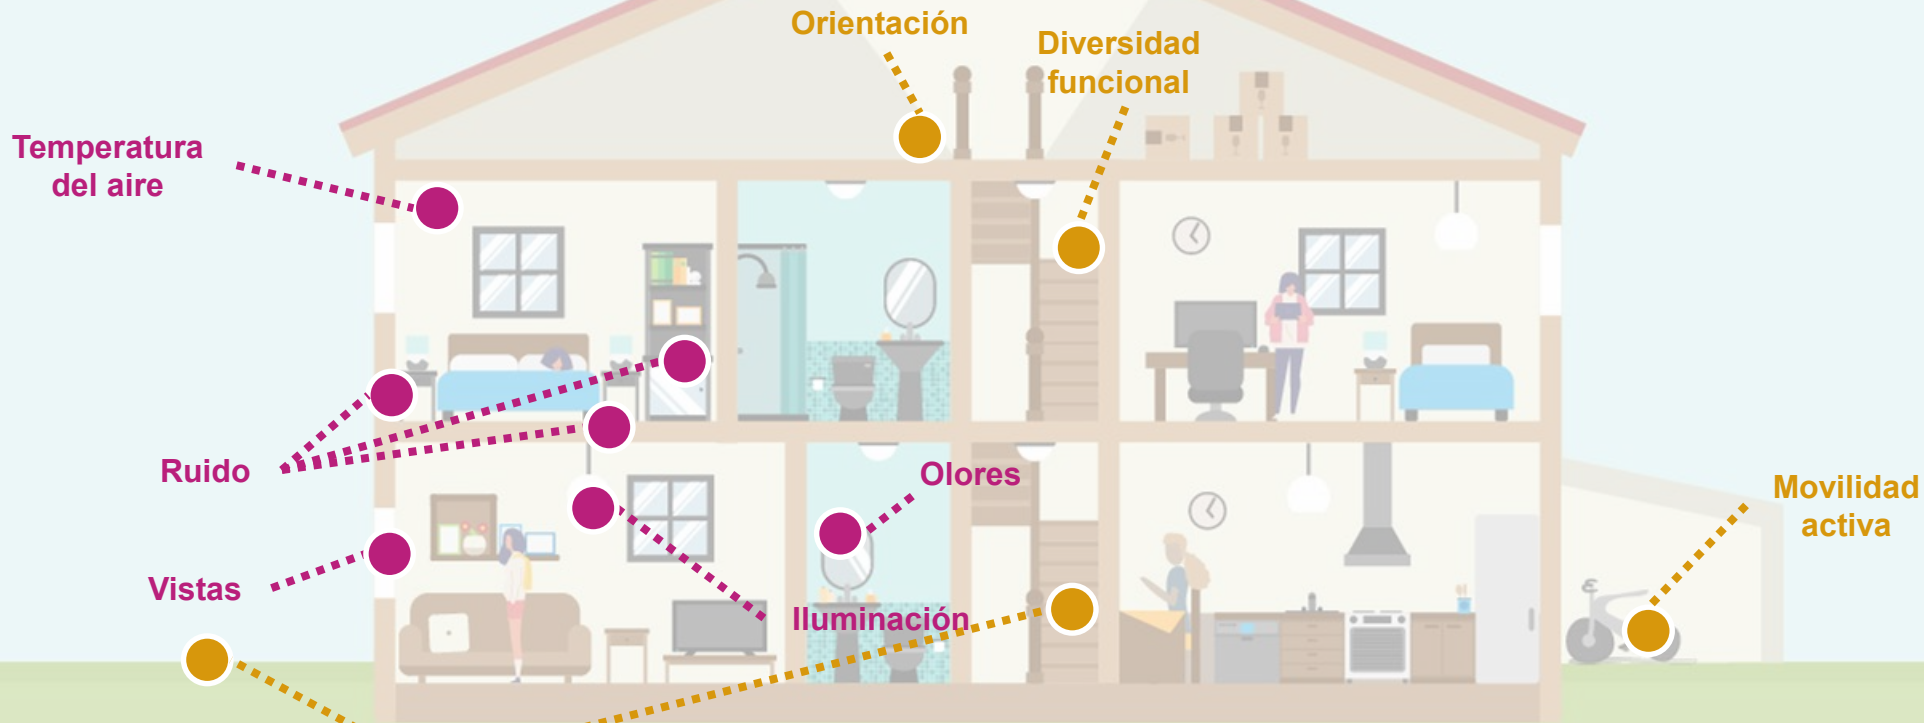 Orientación
Diversidad
funcional
Temperatura
del aire
Ruido
Olores
Movilidad
activa
Vistas
Iluminación